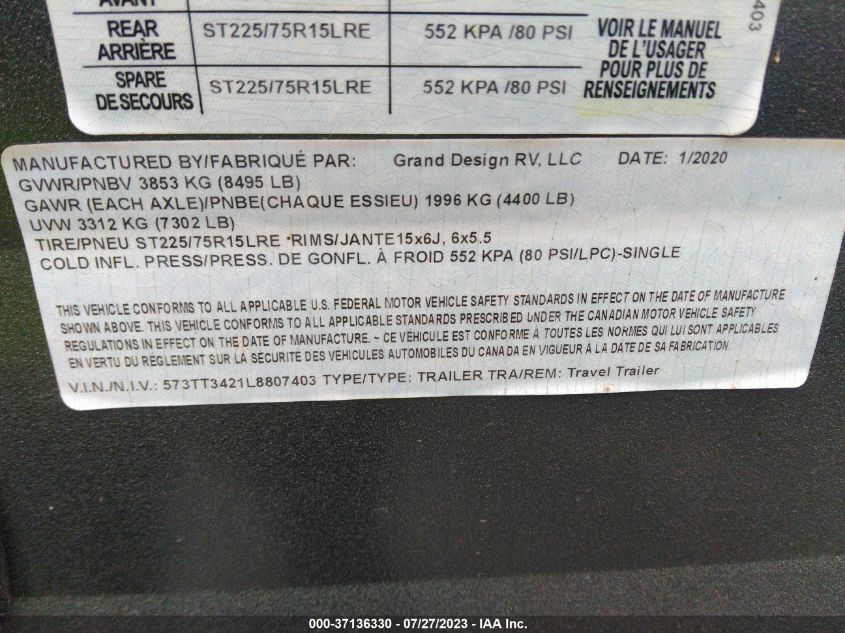 AVANT
REAR
ARRIÈRE
ST225/75R15LRE
552 KPA /80 PSI
SPARE
DE SECOURS
ST225/75R15LRE
552 KPA /80 PSI
VOIR LE MANUEL
DE L'USAGER
POUR PLUS DE
RENSEIGNEMENTS
403
MANUFACTURED BY/FABRIQUÉ PAR: Grand Design RV, LLC DATE: 1/2020
GVWR/PNBV 3853 KG (8495 LB)
GAWR (EACH AXLE)/PNBE(CHAQUE ESSIEU) 1996 KG (4400 LB)
UVW 3312 KG (7302 LB)
TIRE/PNEU ST225/75R15LRE *RIMS/JANTE15x6J, 6x5.5
COLD INFL. PRESS/PRESS. DE GONFL. À FROID 552 KPA (80 PSI/LPC)-SINGLE
THIS VEHICLE CONFORMS TO ALL APPLICABLE U.S. FEDERAL MOTOR VEHICLE SAFETY STANDARDS IN EFFECT ON THE DATE OF MANUFACTURE
SHOWN ABOVE. THIS VEHICLE CONFORMS TO ALL APPLICABLE STANDARDS PRESCRIBED UNDER THE CANADIAN MOTOR VEHICLE SAFETY
REGULATIONS IN EFFECT ON THE DATE OF MANUFACTURE. ~ CE VÉHICULE EST CONFORME À TOUTES LES NORMES QUI LUI SONT APPLICABLES
EN VERTU DU REGLEMENT SUR LA SÉCURITÉ DES VÉHICULES AUTOMOBILES DU CANADA EN VIGUEUR À LA DATE DE SA FABRICATION.
V.I.N./N.I.V.: 573TT3421L8807403 TYPE/TYPE: TRAILER TRA/REM: Travel Trailer
000-37136330 - 07/27/2023 - IAA Inc.